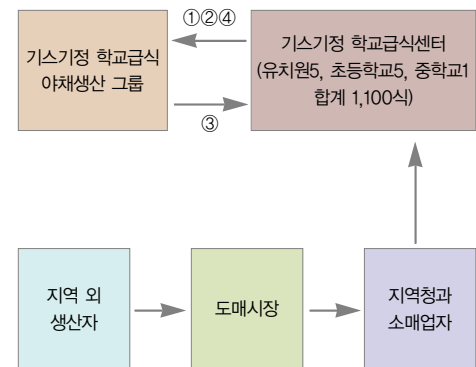 기스기정 학교급식
야채생산 그룹
①②④
③
기스기정 학교급식센터
(유치원5, 초등학교5, 중학교1
합계 1,100식)
지역 외
생산자
도매시장
지역청과
소매업자